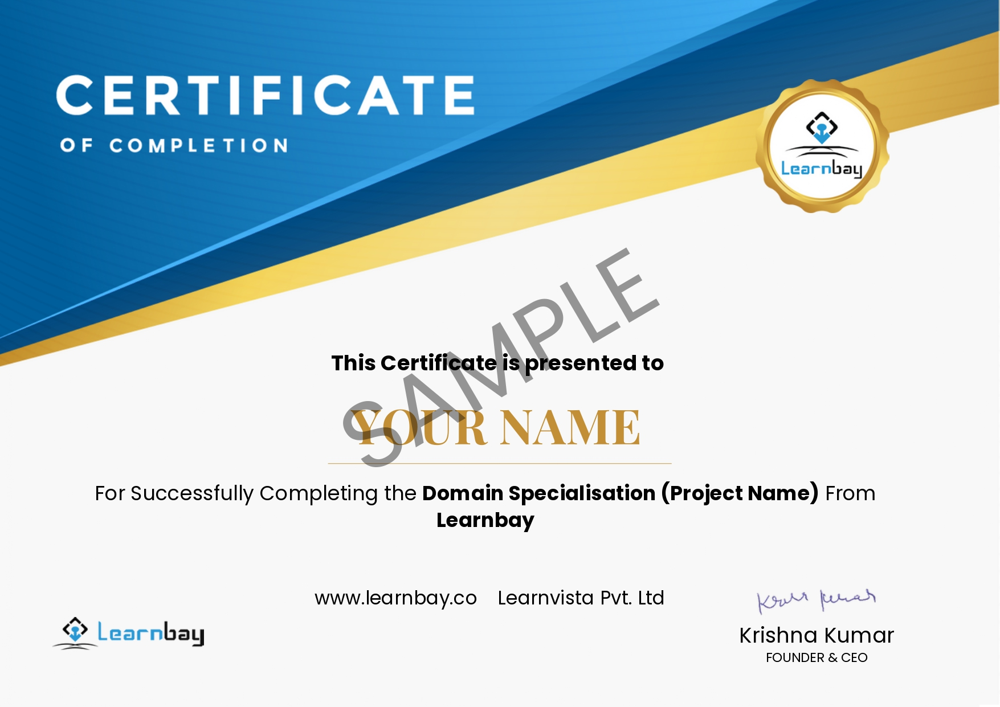 CERTIFICATE
OF COMPLETION
Learnbay
SAMPLE
This Certificate is presented to
YOUR NAME
For Successfully Completing the Domain Specialisation (Project Name) From
Learnbay
www.learnbay.co Learnvista Pvt. Ltd
Learnbay
Krishna Kumar
FOUNDER & CEO